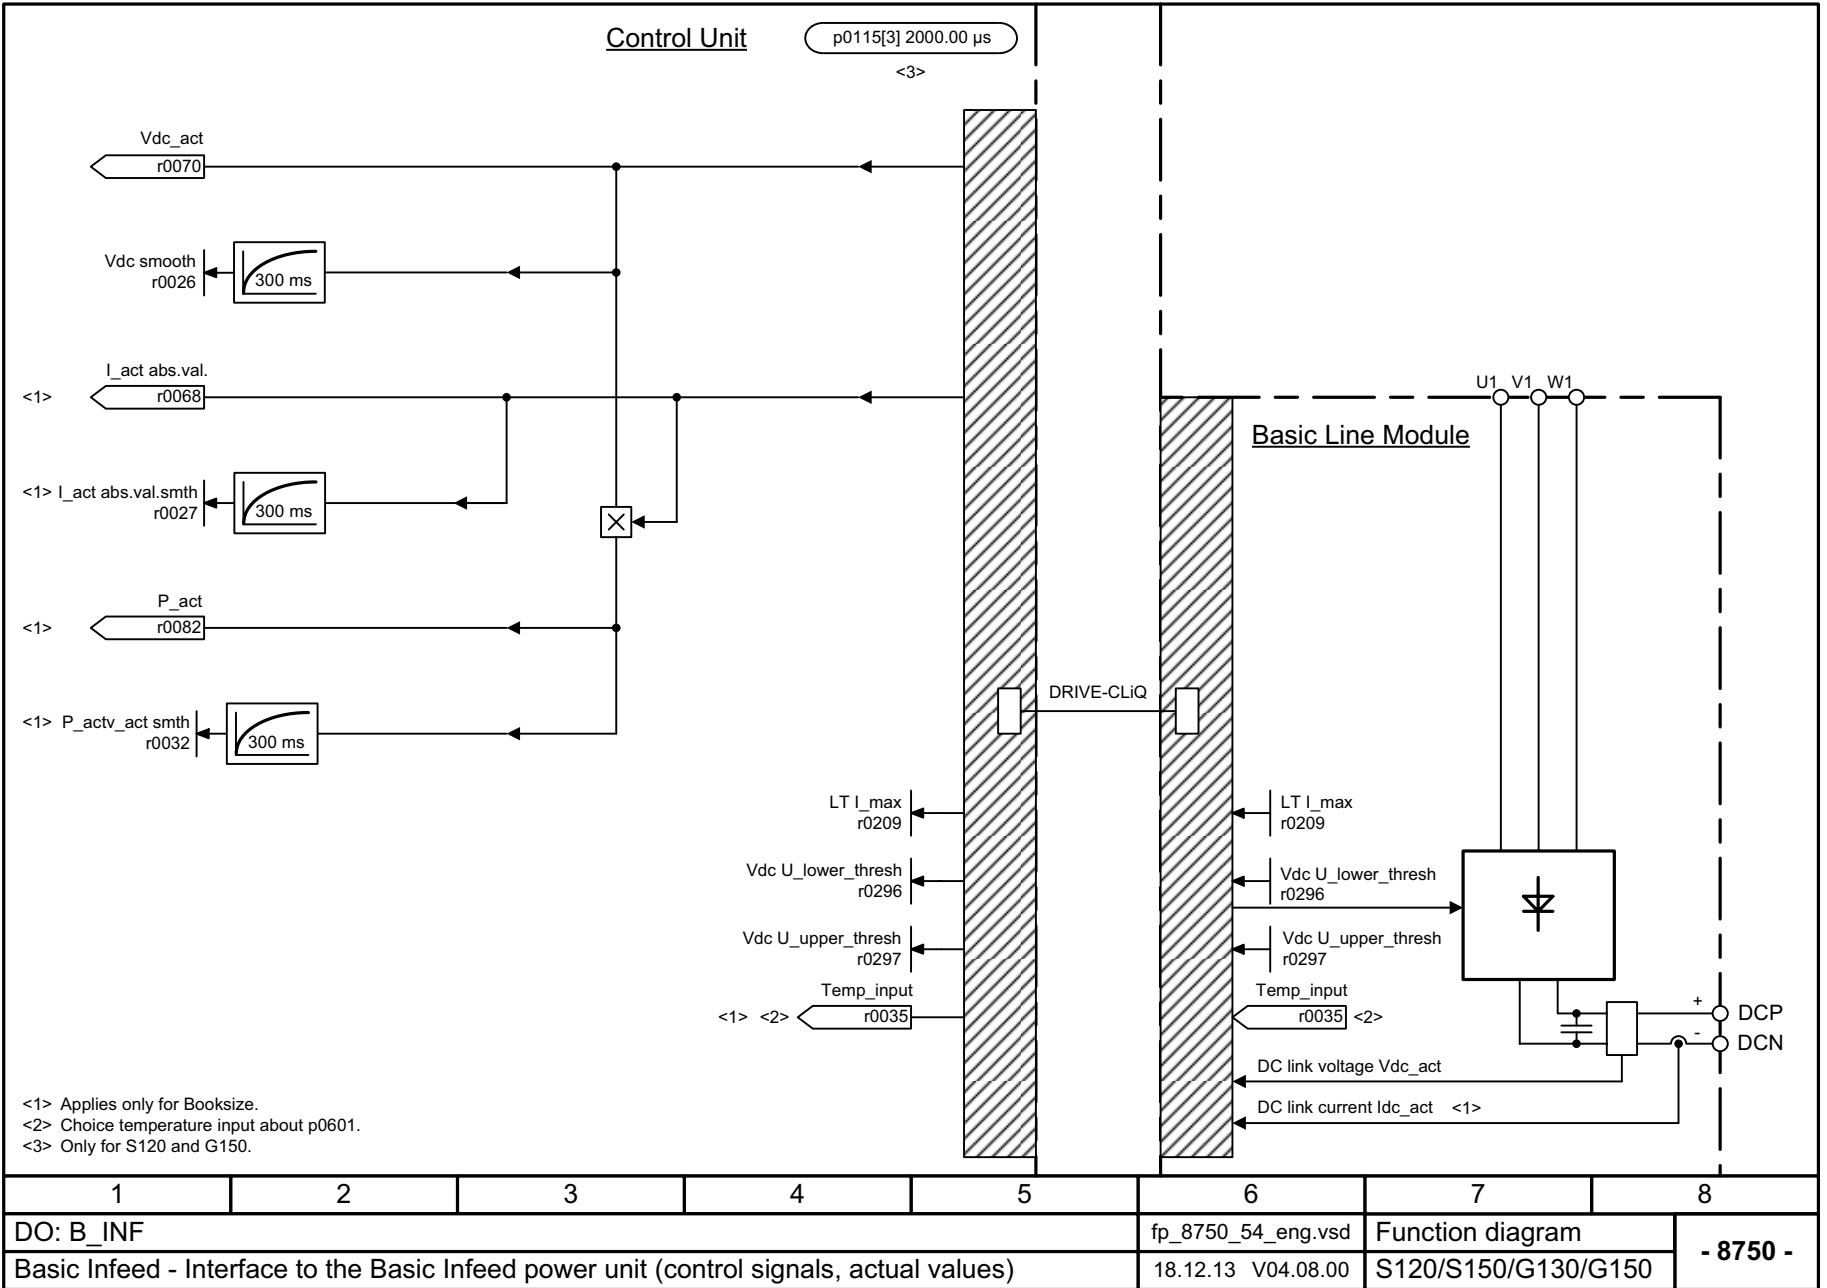 Control Unit
p0115[3] 2000.00 µs
<3>
Vdc_act
r0070
Vdc smooth
r0026
300 ms
I_act abs.val.
<1>
r0068
<1> I_act abs.val.smth
r0027
300 ms
P_act
<1>
r0082
<1> P_actv_act smth
r0032
300 ms
U1 V1 W1
Basic Line Module
DRIVE-CLiQ
LT I_max
r0209
LT I_max
r0209
Vdc U_lower_thresh
r0296
Vdc U_lower_thresh
r0296
Vdc U_upper_thresh
r0297
Vdc U_upper_thresh
r0297
Temp_input
<1> <2> r0035
Temp_input
r0035 <2>
+
DCP
-
DCN
DC link voltage Vdc_act
DC link current Idc_act <1>
<1> Applies only for Booksize.
<2> Choice temperature input about p0601.
<3> Only for S120 and G150.
1 2 3 4 5 6 7 8
DO: B_INF
fp_8750_54_eng.vsd
Function diagram
- 8750 -
Basic Infeed - Interface to the Basic Infeed power unit (control signals, actual values)
18.12.13 V04.08.00
S120/S150/G130/G150